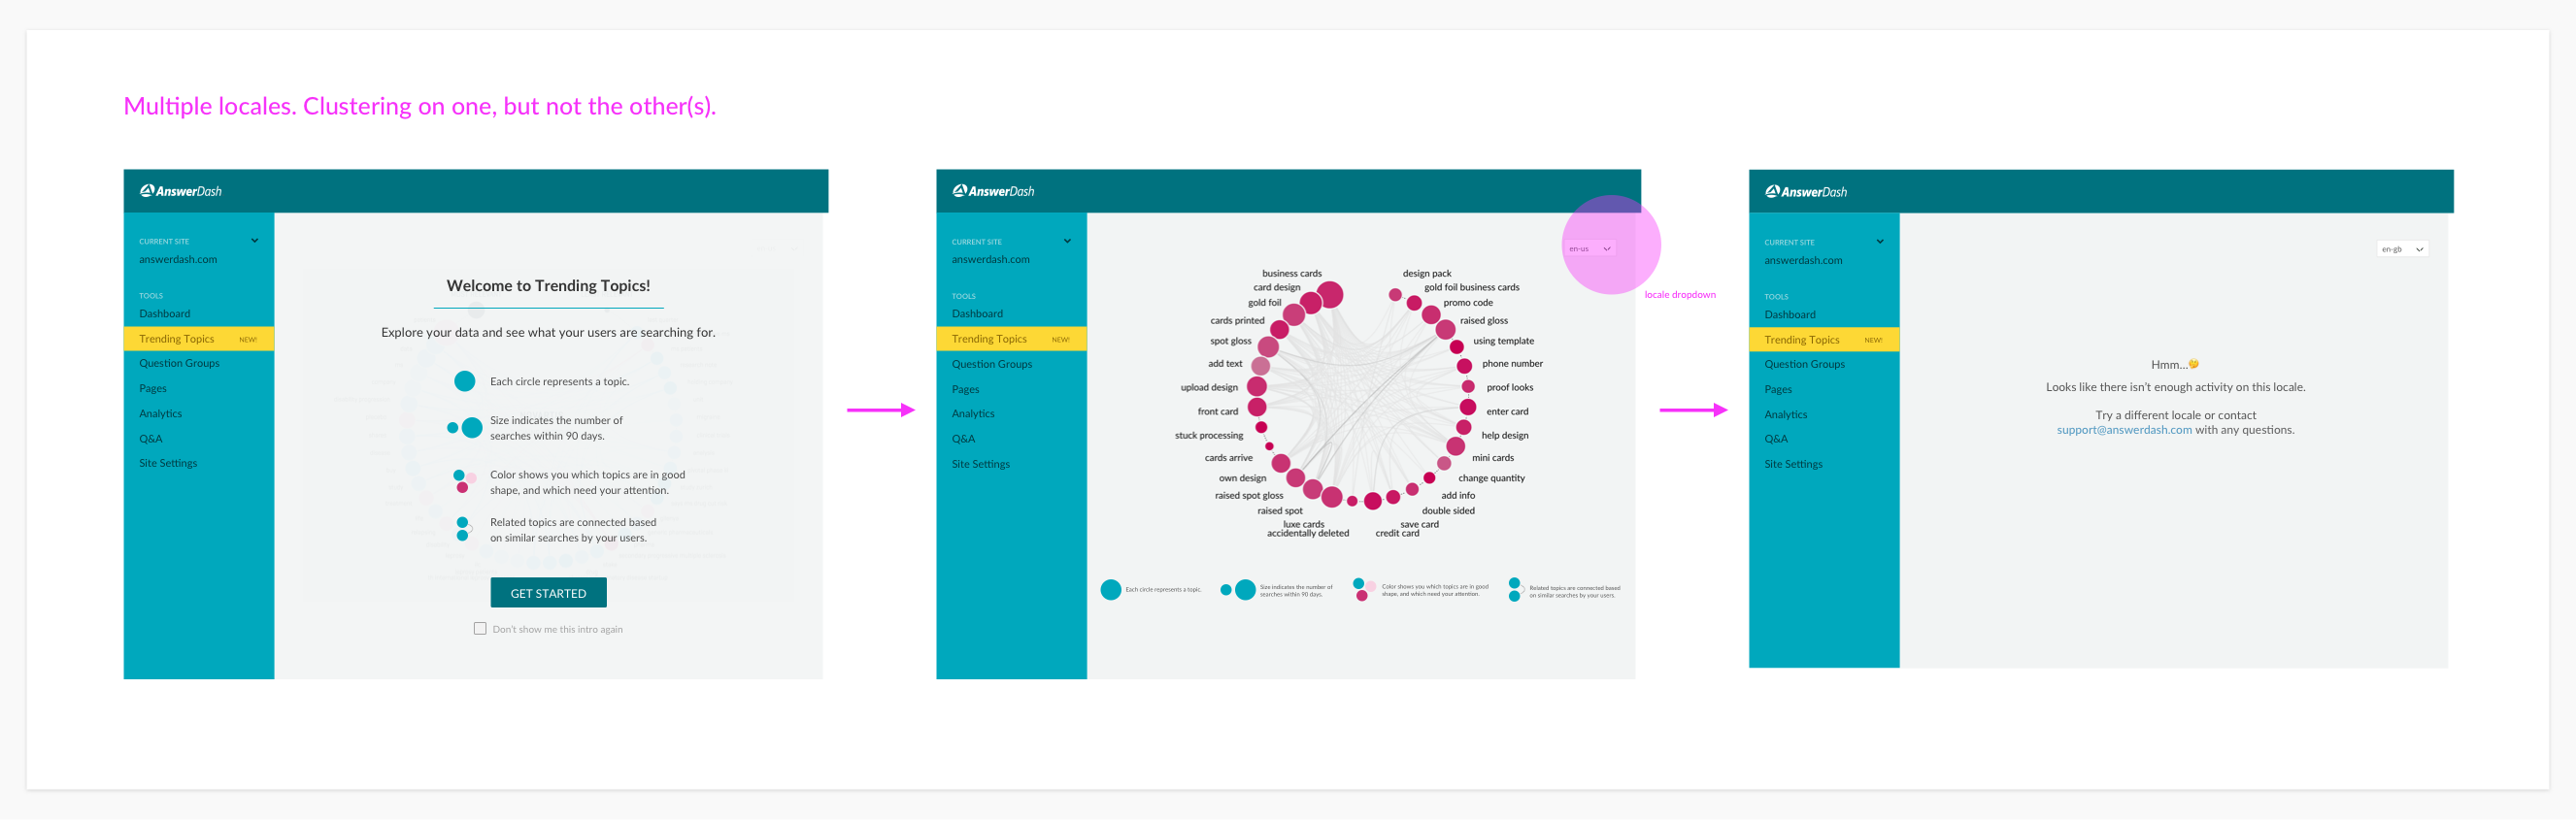 Multiple locales. Clustering on one, but not the other(s).
AnswerDash
CURRENT SITE
answerdash.com
TOOLS
Dashboard
Trending Topics NEW!
Question Groups
Pages
Analytics
Q&A
Site Settings
Welcome to Trending Topics!
Explore your data and see what your users are searching for.
Each circle represents a topic.
Size indicates the number of
searches within 90 days.
Color shows you which topics are in good
shape, and which need your attention.
Related topics are connected based
on similar searches by your users.
GET STARTED
Don't show me this intro again
AnswerDash
CURRENT SITE
answerdash.com
TOOLS
Dashboard
Trending Topics NEW!
Question Groups
Pages
Analytics
Q&A
Site Settings
en-us
locale dropdown
business cards
card design
gold foil
cards printed
spot gloss
add text
upload design
front card
stuck processing
cards arrive
own design
raised spot gloss
raised spot
luxe cards
accidentally deleted
design pack
gold foil business cards
promo code
raised gloss
using template
phone number
proof looks
enter card
help design
mini cards
change quantity
add info
double sided
save card
credit card
Each circle represents a topic.
Size indicates the number of
searches within 90 days.
Color shows you which topics are in good
shape, and which need your attention.
Related topics are connected based
on similar searches by your users.
AnswerDash
CURRENT SITE
answerdash.com
TOOLS
Dashboard
Trending Topics NEW!
Question Groups
Pages
Analytics
Q&A
Site Settings
en-gb
Hmm...🤔
Looks like there isn't enough activity on this locale.
Try a different locale or contact
support@answerdash.com with any questions.